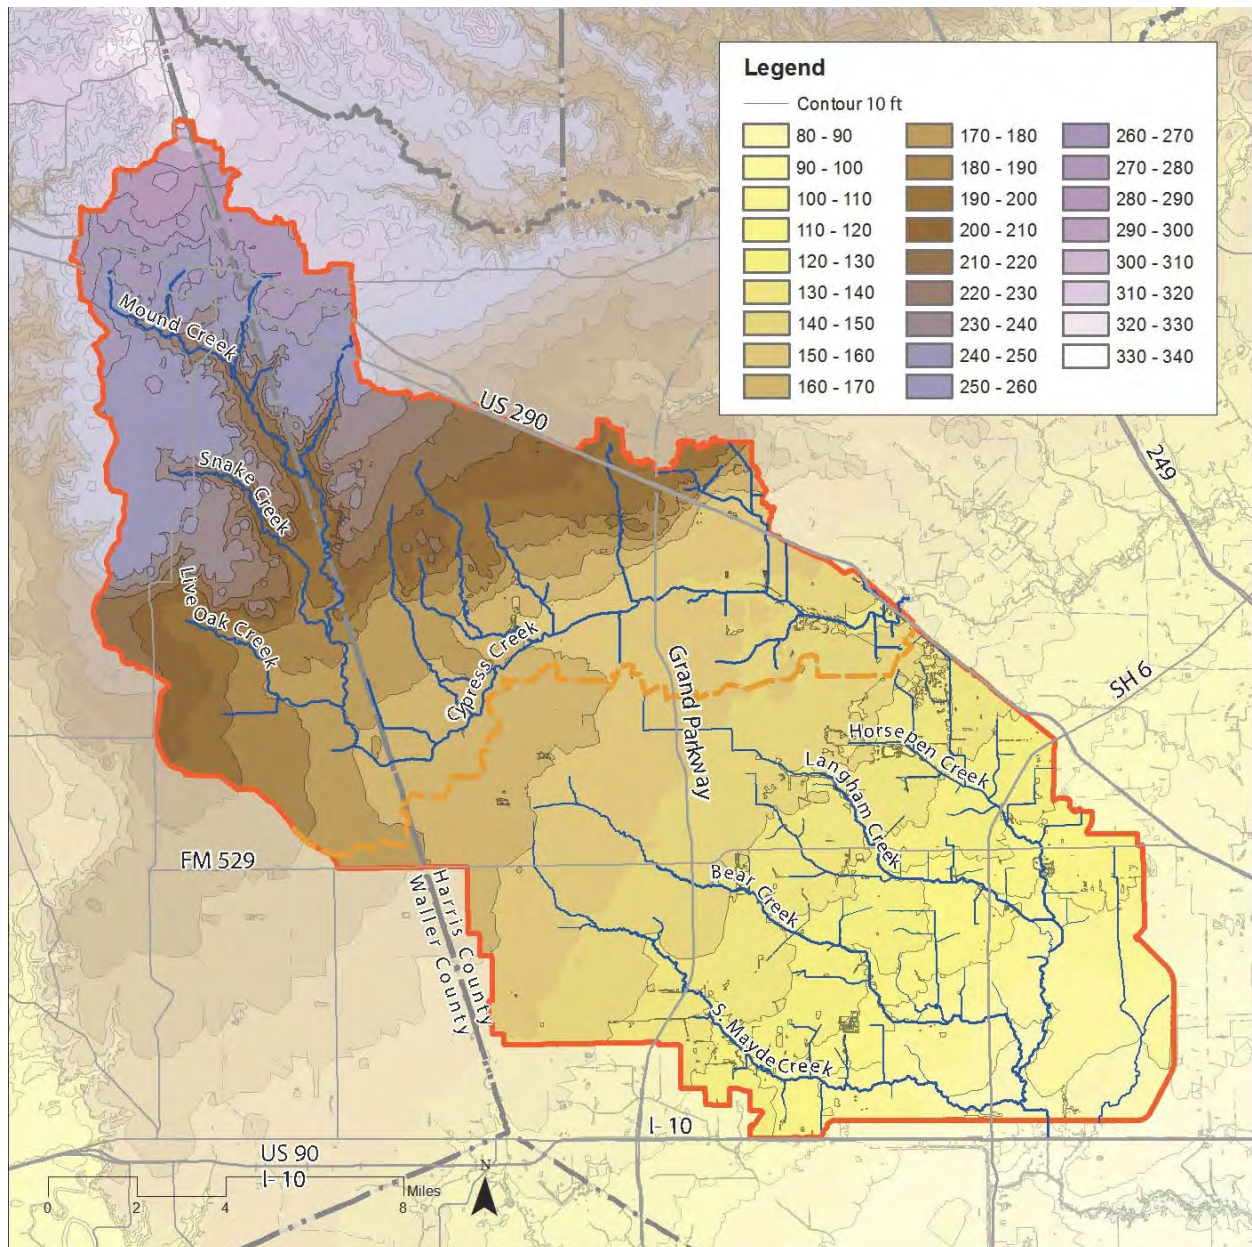 Legend
Contour 10 ft
80 - 90
90 - 100
100 - 110
110 - 120
120 - 130
130 - 140
140 - 150
150 - 160
160 - 170
170 - 180
180 - 190
190 - 200
200 - 210
210 - 220
220 - 230
230 - 240
240 - 250
250 - 260
260 - 270
270 - 280
280 - 290
290 - 300
300 - 310
310 - 320
320 - 330
330 - 340
Mound Creek
US 290
249
Snake Creek
Live Oak Creek
Cypress Creek
Grand Parkway
SH 6
Horsepen Creek
Langham Creek
FM 529
Bear Creek
Harris County
Waller County
S. Mayde Creek
I- 10
US 90
I- 10
N
Miles
0 2 4 8